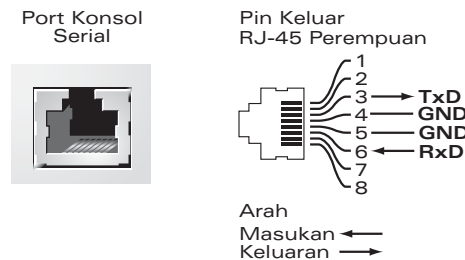 Port Konsol
Serial
Pin Keluar
RJ-45 Perempuan
1
2
3 TxD
4 GND
5 GND
6 RxD
7
8
Arah
Masukan
Keluaran